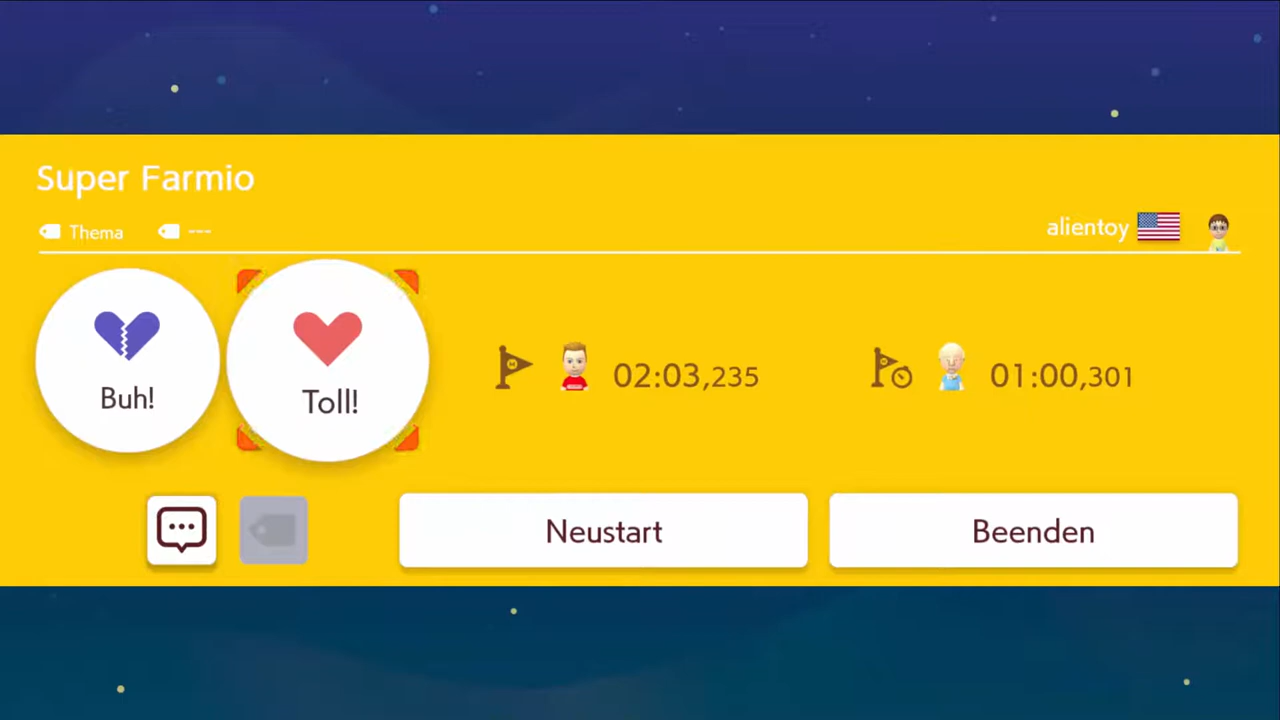 Super Farmio
Thema
---
alientoy
Buh!
Toll!
02:03,235
01:00,301
Neustart
Beenden